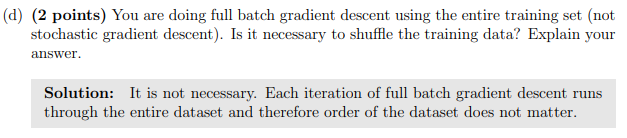 (d) (2 points) You are doing full batch gradient descent using the entire training set (not
stochastic gradient descent). Is it necessary to shuffle the training data? Explain your
answer.
Solution: It is not necessary. Each iteration of full batch gradient descent runs
through the entire dataset and therefore order of the dataset does not matter.